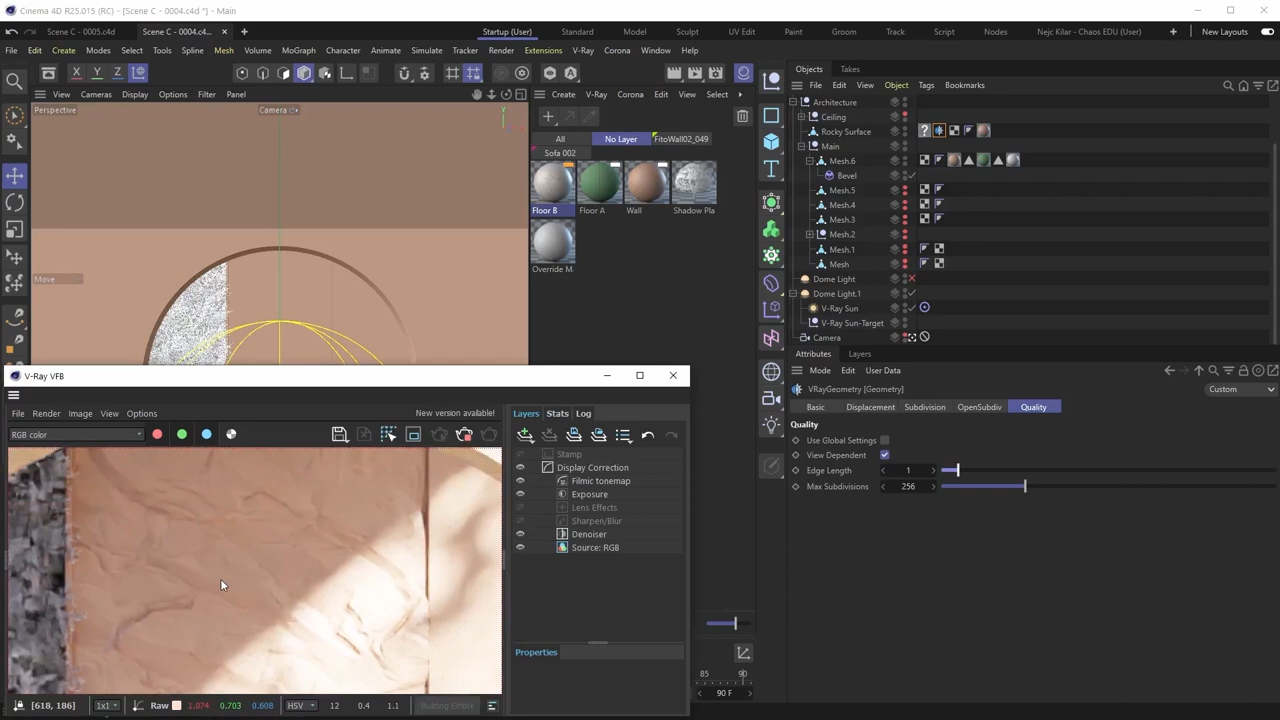 Cinema 4D R25.015 (RC) - [Scene C - 0004.c4d *] - Main
Scene C - 0005.c4d
Scene C - 0004.c4...
Startup (User)
Standard
Model
Sculpt
UV Edit
Paint
Groom
Track
Script
Nodes
Nejc Kilar - Chaos EDU (User)
New Layouts
File
Edit
Create
Modes
Select
Tools
Spline
Mesh
Volume
MoGraph
Character
Animate
Simulate
Tracker
Render
Extensions
V-Ray
Corona
Window
Help
X
Y
Z
View
Cameras
Display
Options
Filter
Panel
Perspective
Camera
Y
Move
Create
V-Ray
Corona
Edit
View
Select
All
No Layer
FitoWall02_049
Sofa 002
Floor B
Floor A
Wall
Shadow Pla
Override M
Objects
Takes
File
Edit
View
Object
Tags
Bookmarks
Architecture
Ceiling
Rocky Surface
Main
Mesh.6
Bevel
Mesh.5
Mesh.4
Mesh.3
Mesh.2
Mesh.1
Mesh
Dome Light
Dome Light.1
V-Ray Sun
V-Ray Sun-Target
Camera
Attributes
Layers
Mode
Edit
User Data
VRayGeometry [Geometry]
Custom
Basic
Displacement
Subdivision
OpenSubdiv
Quality
Quality
Use Global Settings
View Dependent
Edge Length
1
Max Subdivisions
256
V-Ray VFB
File
Render
Image
View
Options
New version available!
RGB color
Layers
Stats
Log
Stamp
Display Correction
Filmic tonemap
Exposure
Lens Effects
Sharpen/Blur
Denoiser
Source: RGB
Properties
[618, 186]
1x1
Raw
1.074
0.703
0.608
HSV
12
0.4
1.1
85
90
90 F